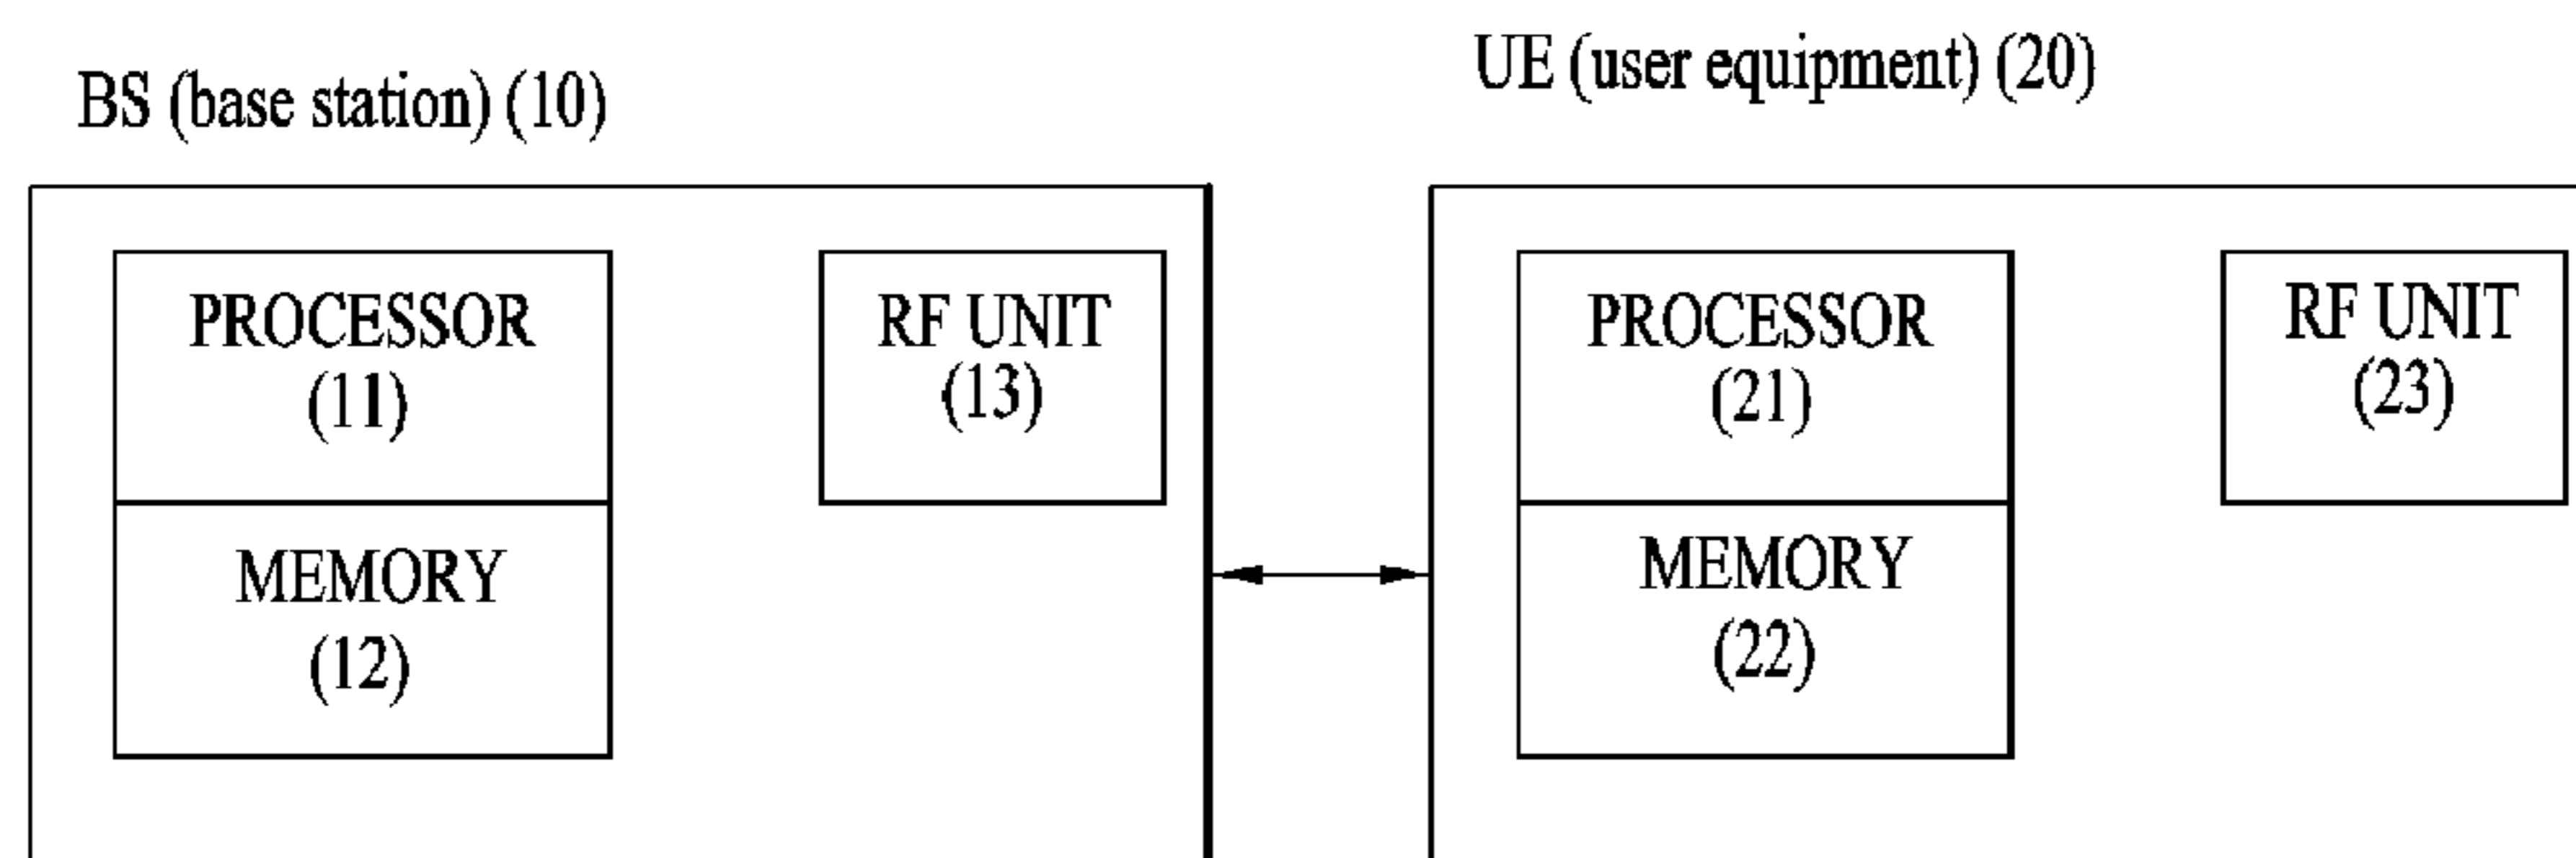 BS (base station) (10)
UE (user equipment) (20)
PROCESSOR
(11)
RF UNIT
(13)
MEMORY
(12)
PROCESSOR
(21)
RF UNIT
(23)
MEMORY
(22)